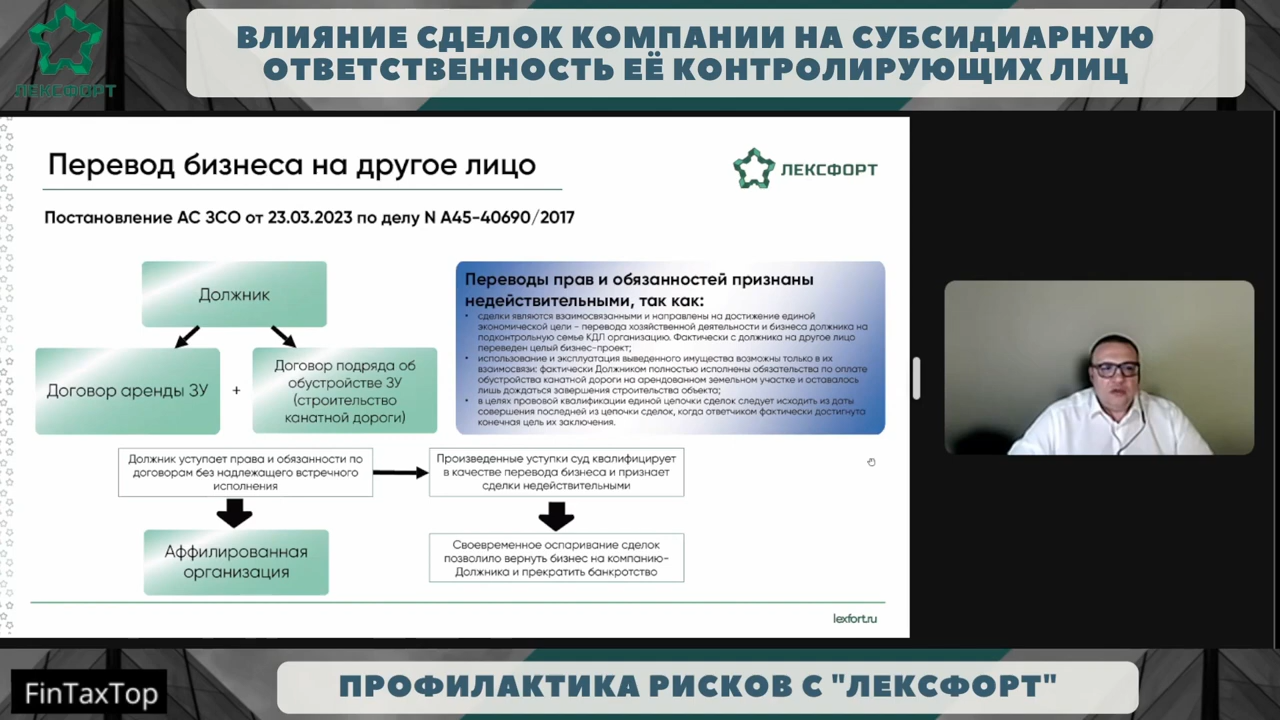 ВЛИЯНИЕ СДЕЛОК КОМПАНИИ НА СУБСИДИАРНУЮ
ОТВЕТСТВЕННОСТЬ ЕЁ КОНТРОЛИРУЮЩИХ ЛИЦ
ЛЕКСФОРТ
Перевод бизнеса на другое лицо
ЛЕКСФОРТ
Постановление АС ЗСО от 23.03.2023 по делу N А45-40690/2017
Должник
Договор аренды ЗУ
+
Договор подряда об
обустройстве ЗУ
(строительство
канатной дороги)
Переводы прав и обязанностей признаны
недействительными, так как:
• сделки являются взаимосвязанными и направлены на достижение единой
экономической цели - перевода хозяйственной деятельности и бизнеса должника на
подконтрольную семье КДЛ организацию. Фактически с должника на другое лицо
переведен целый бизнес-проект;
• использование и эксплуатация выведенного имущества возможны только в их
взаимосвязи: фактически Должником полностью исполнены обязательства по оплате
обустройства канатной дороги на арендованном земельном участке и оставалось
лишь дождаться завершения строительства объекта;
• в целях правовой квалификации единой цепочки сделок следует исходить из даты
совершения последней из цепочки сделок, когда ответчиком фактически достигнута
конечная цель их заключения.
Должник уступает права и обязанности по
договорам без надлежащего встречного
исполнения
Произведенные уступки суд квалифицирует
в качестве перевода бизнеса и признает
сделки недействительными
Аффилированная
организация
Своевременное оспаривание сделок
позволило вернуть бизнес на компанию-
Должника и прекратить банкротство
lexfort.ru
FinTaxTop
ПРОФИЛАКТИКА РИСКОВ С "ЛЕКСФОРТ"